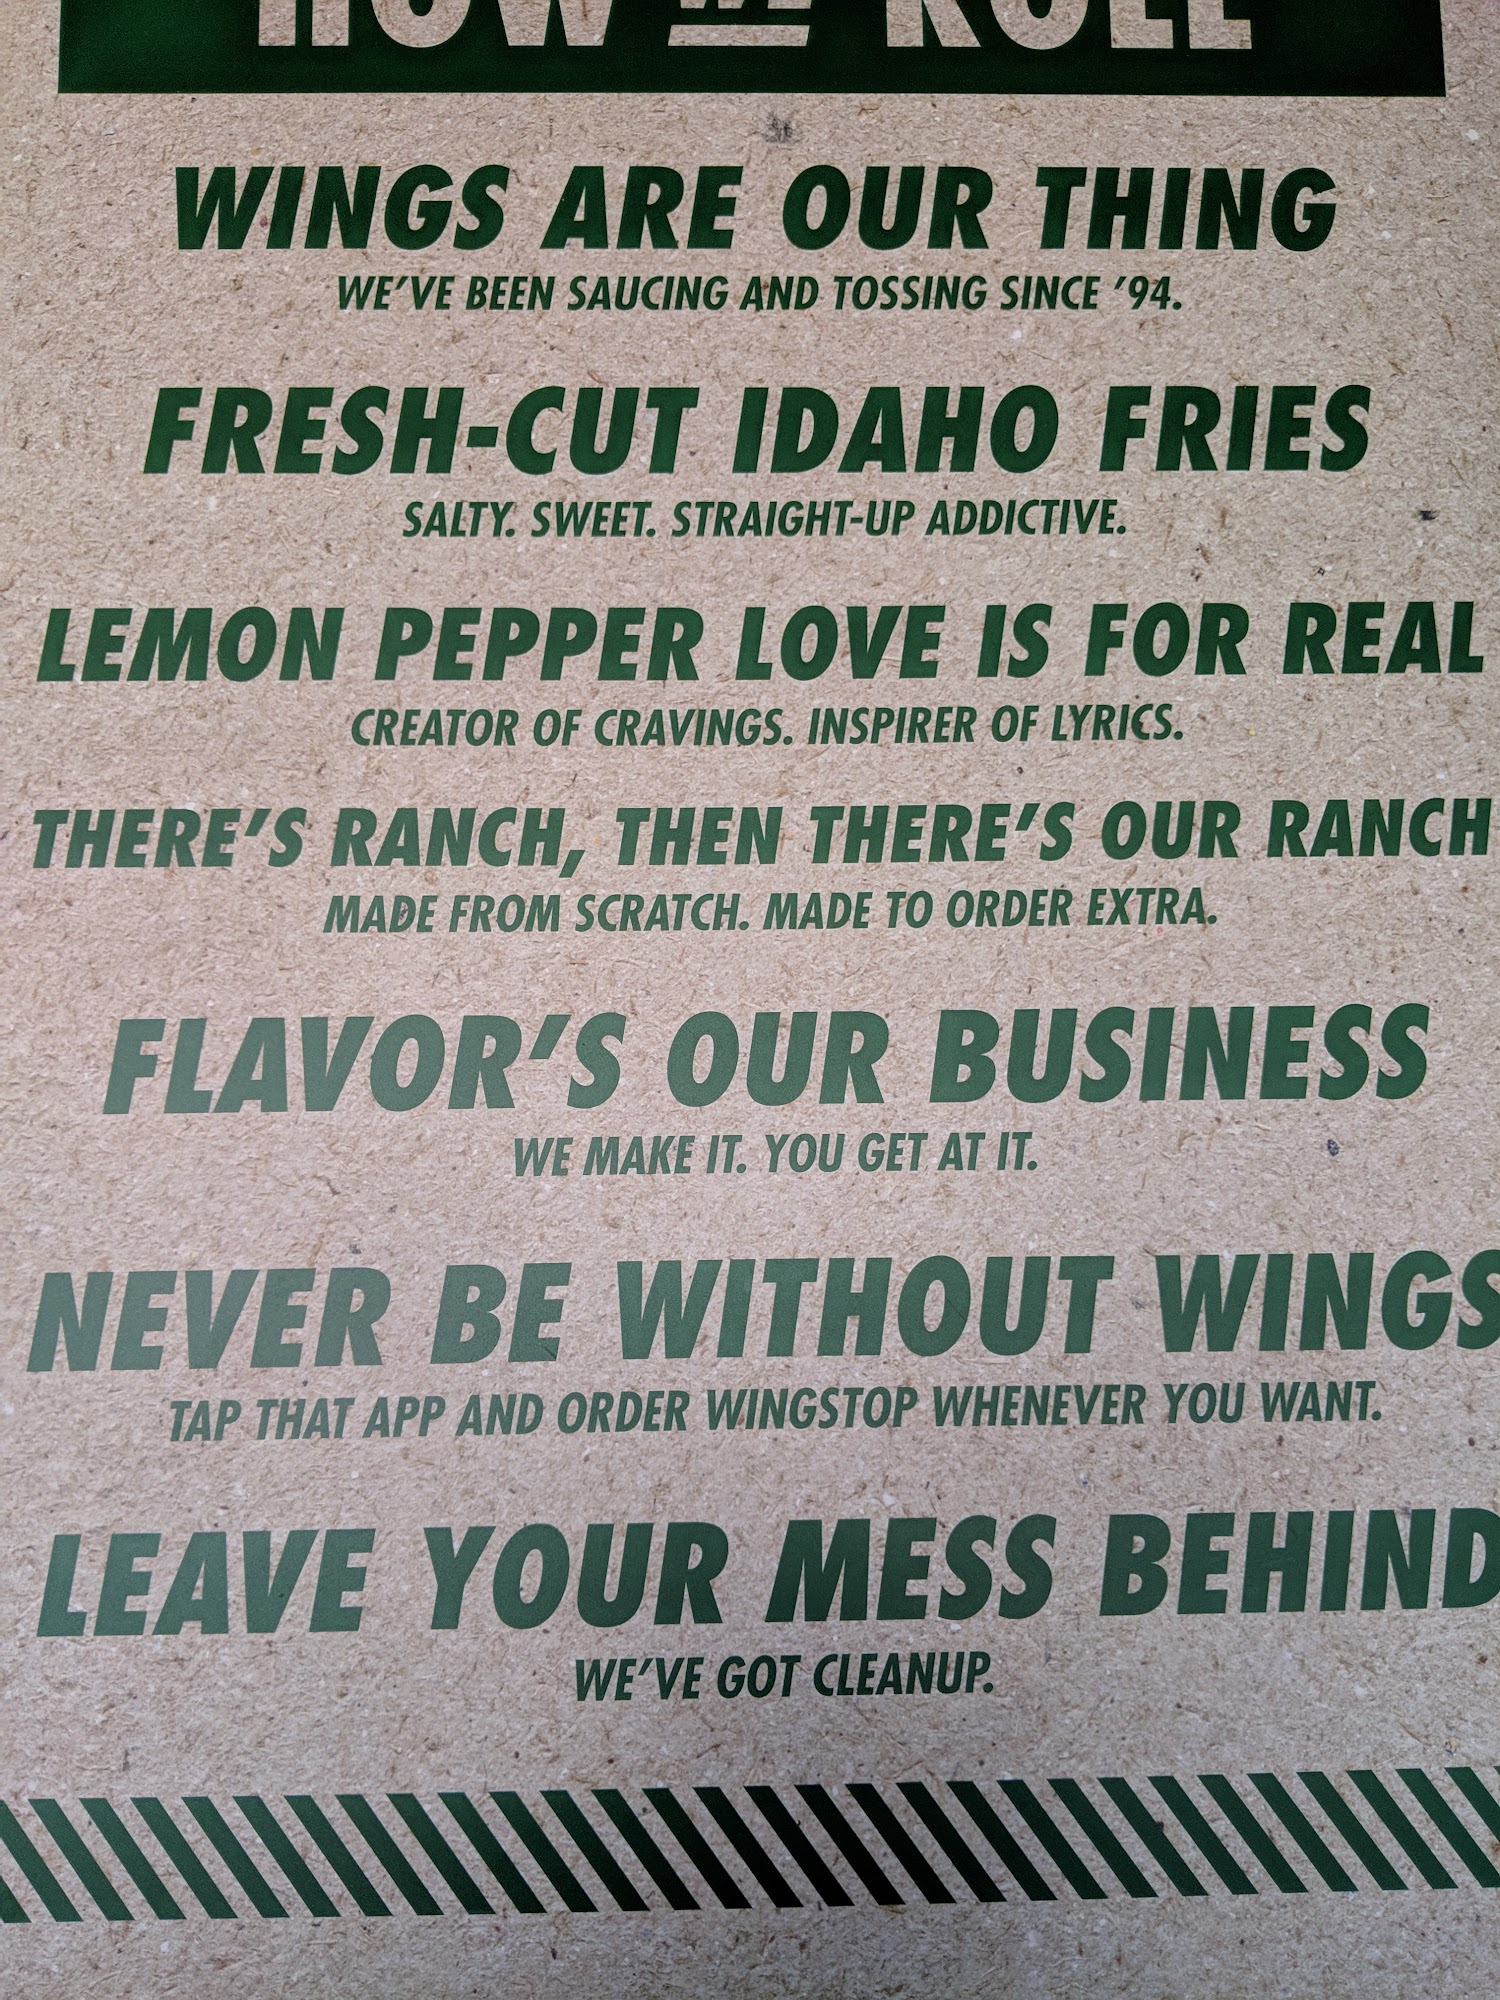 HOW WE ROLL
WINGS ARE OUR THING
WE'VE BEEN SAUCING AND TOSSING SINCE '94.
FRESH-CUT IDAHO FRIES
SALTY. SWEET. STRAIGHT-UP ADDICTIVE.
LEMON PEPPER LOVE IS FOR REAL
CREATOR OF CRAVINGS. INSPIRER OF LYRICS.
THERE'S RANCH, THEN THERE'S OUR RANCH
MADE FROM SCRATCH. MADE TO ORDER EXTRA.
FLAVOR'S OUR BUSINESS
WE MAKE IT. YOU GET AT IT.
NEVER BE WITHOUT WINGS
TAP THAT APP AND ORDER WINGSTOP WHENEVER YOU WANT.
LEAVE YOUR MESS BEHIND
WE'VE GOT CLEANUP.